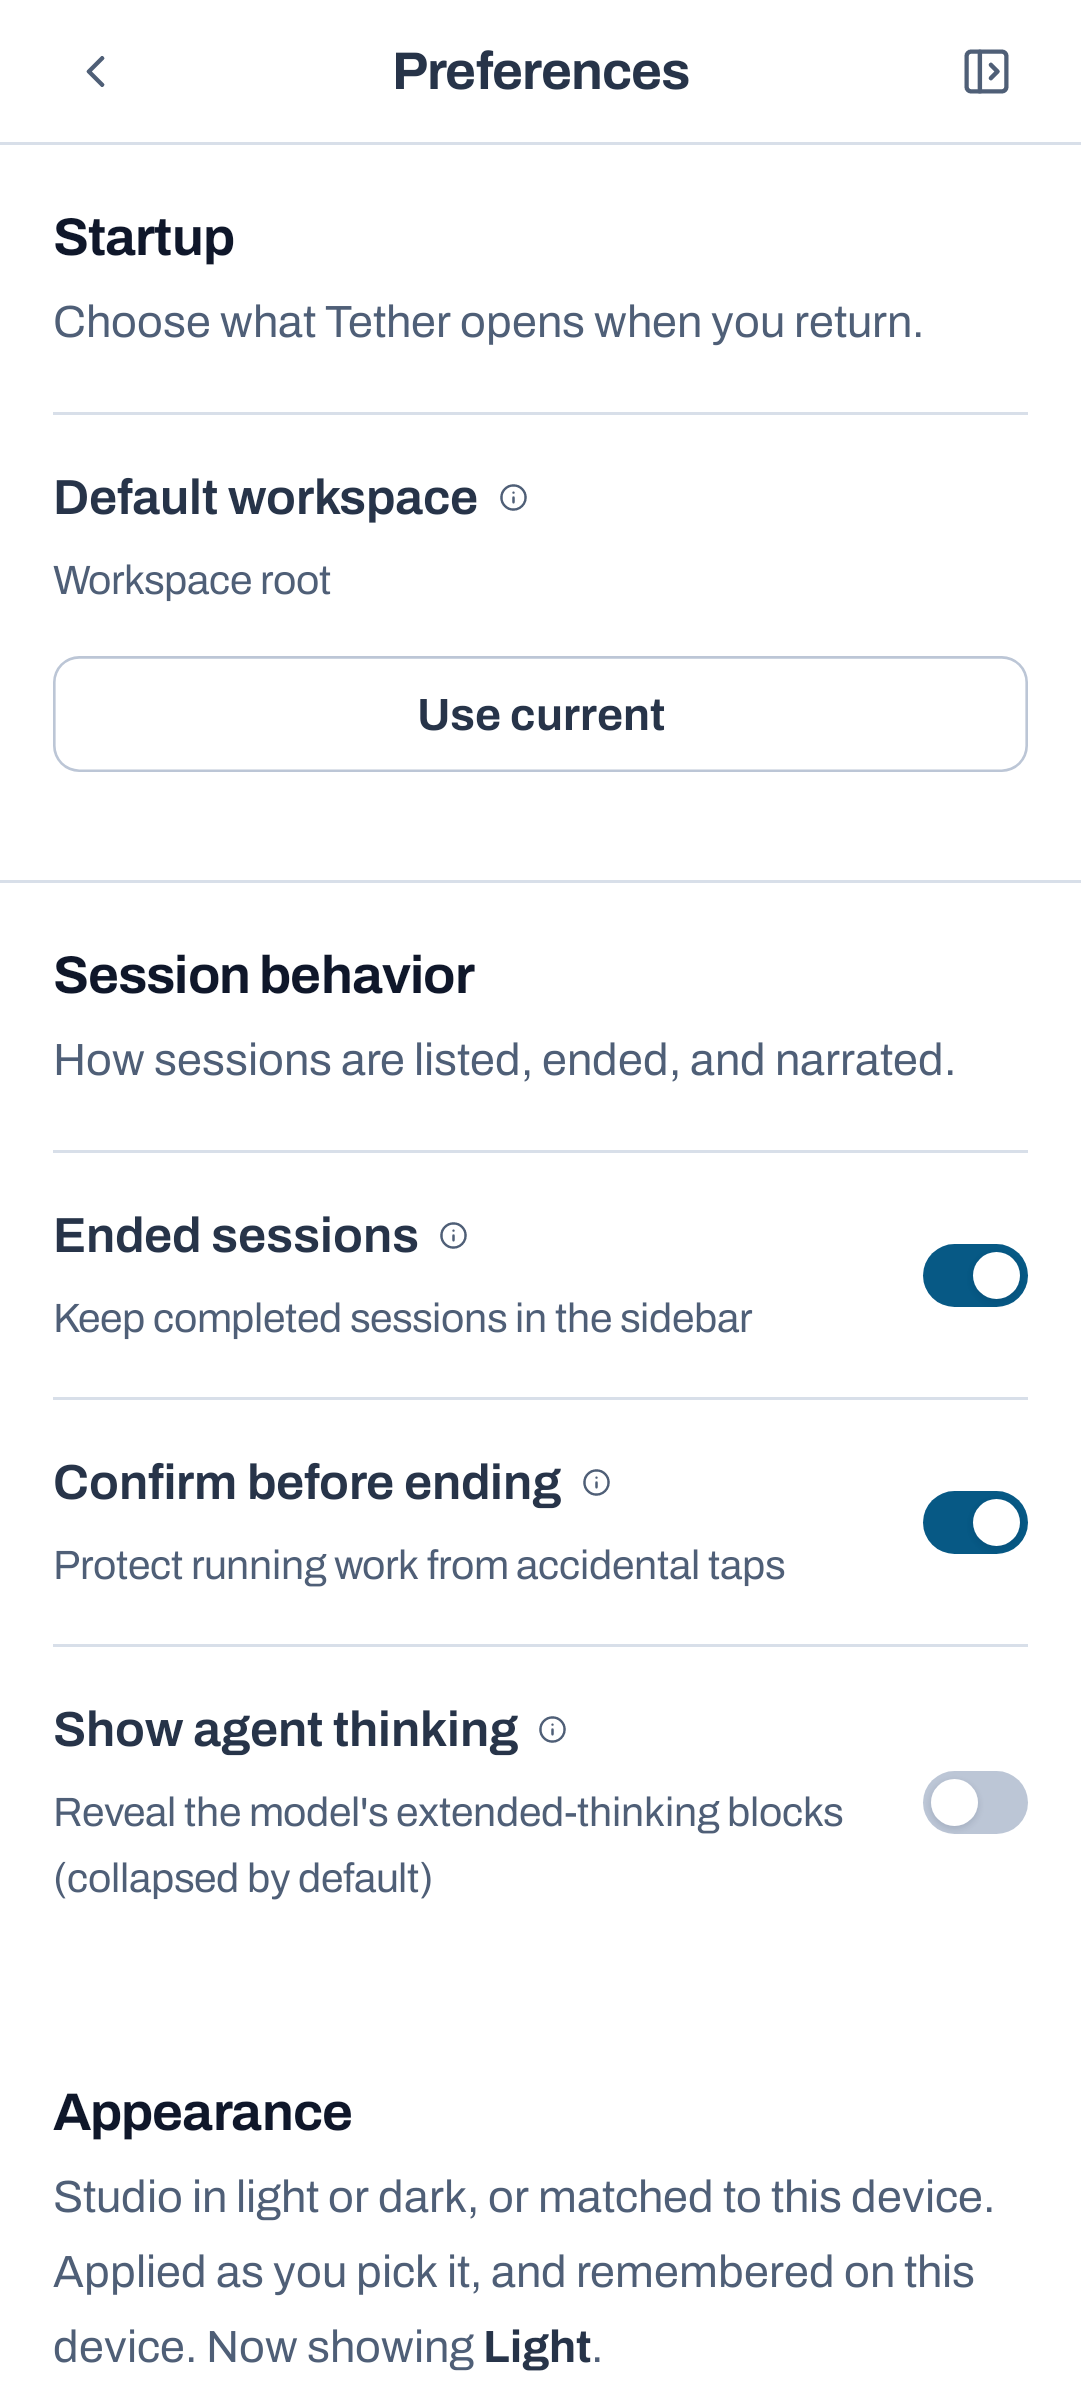 Preferences
Startup
Choose what Tether opens when you return.
Default workspace
Workspace root
Use current
Session behavior
How sessions are listed, ended, and narrated.
Ended sessions
Keep completed sessions in the sidebar
Confirm before ending
Protect running work from accidental taps
Show agent thinking
Reveal the model's extended-thinking blocks
(collapsed by default)
Appearance
Studio in light or dark, or matched to this device.
Applied as you pick it, and remembered on this
device. Now showing Light.